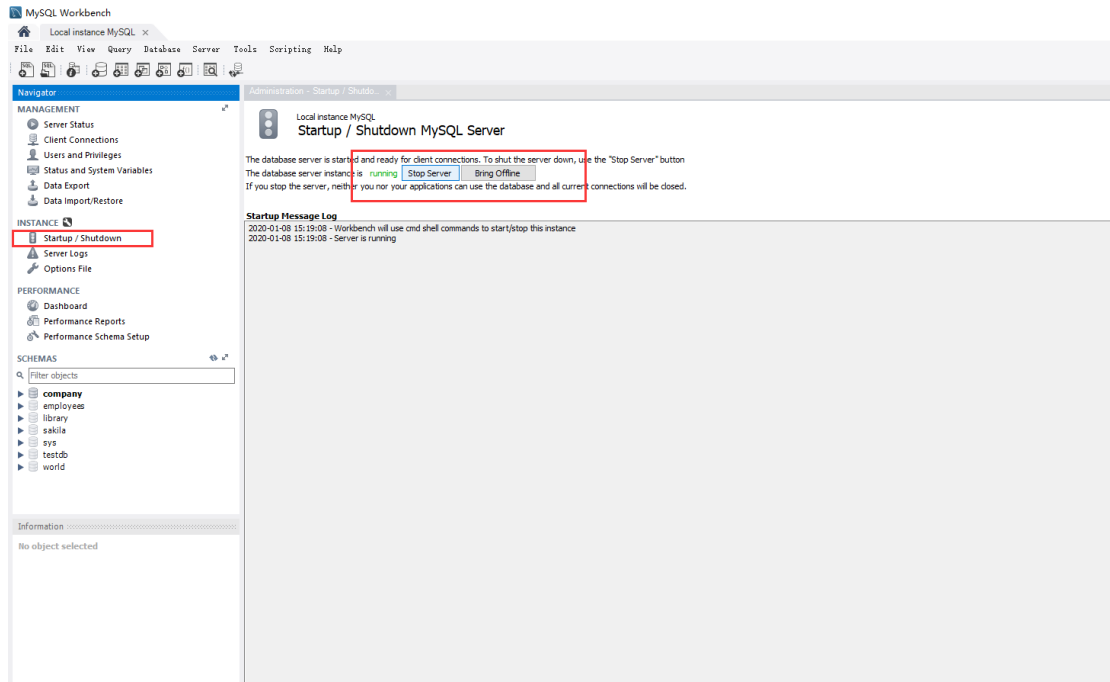 MySQL Workbench
Local instance MySQL
File Edit View Query Database Server Tools Scripting Help
Navigator
MANAGEMENT
Server Status
Client Connections
Users and Privileges
Status and System Variables
Data Export
Data Import/Restore
INSTANCE
Startup / Shutdown
Server Logs
Options File
PERFORMANCE
Dashboard
Performance Reports
Performance Schema Setup
SCHEMAS
Filter objects
company
employees
library
sakila
sys
testdb
world
Information
No object selected
Administration - Startup / Shutdo...
Local instance MySQL
Startup / Shutdown MySQL Server
The database server is started and ready for client connections. To shut the server down, use the "Stop Server" button
The database server instance is running Stop Server Bring Offline
If you stop the server, neither you nor your applications can use the database and all current connections will be closed.
Startup Message Log
2020-01-08 15:19:08 - Workbench will use cmd shell commands to start/stop this instance
2020-01-08 15:19:08 - Server is running